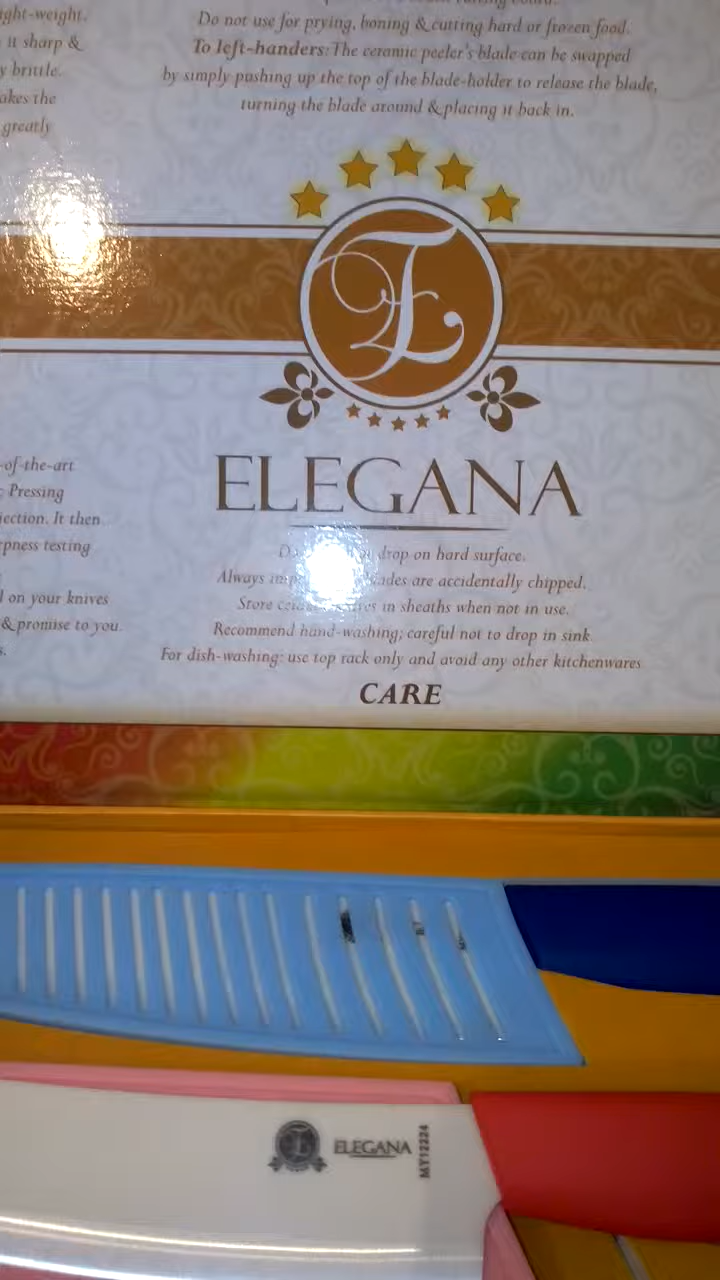 ght-weight.
it sharp &
y brittle.
akes the
greatly
Do not use for prying, boning & cutting hard or frozen food.
To left-handers: The ceramic peeler's blade can be swapped
by simply pushing up the top of the blade-holder to release the blade,
turning the blade around & placing it back in.
E
ELEGANA
-of-the-art
: Pressing
jection. It then
rpness testing
l on your knives
& promise to you.
s.
drop on hard surface.
Always blades are accidentally chipped.
Store in sheaths when not in use.
Recommend hand-washing; careful not to drop in sink
For dish-washing: use top rack only and avoid any other kitchenwares
CARE
ELEGANA
MY12224